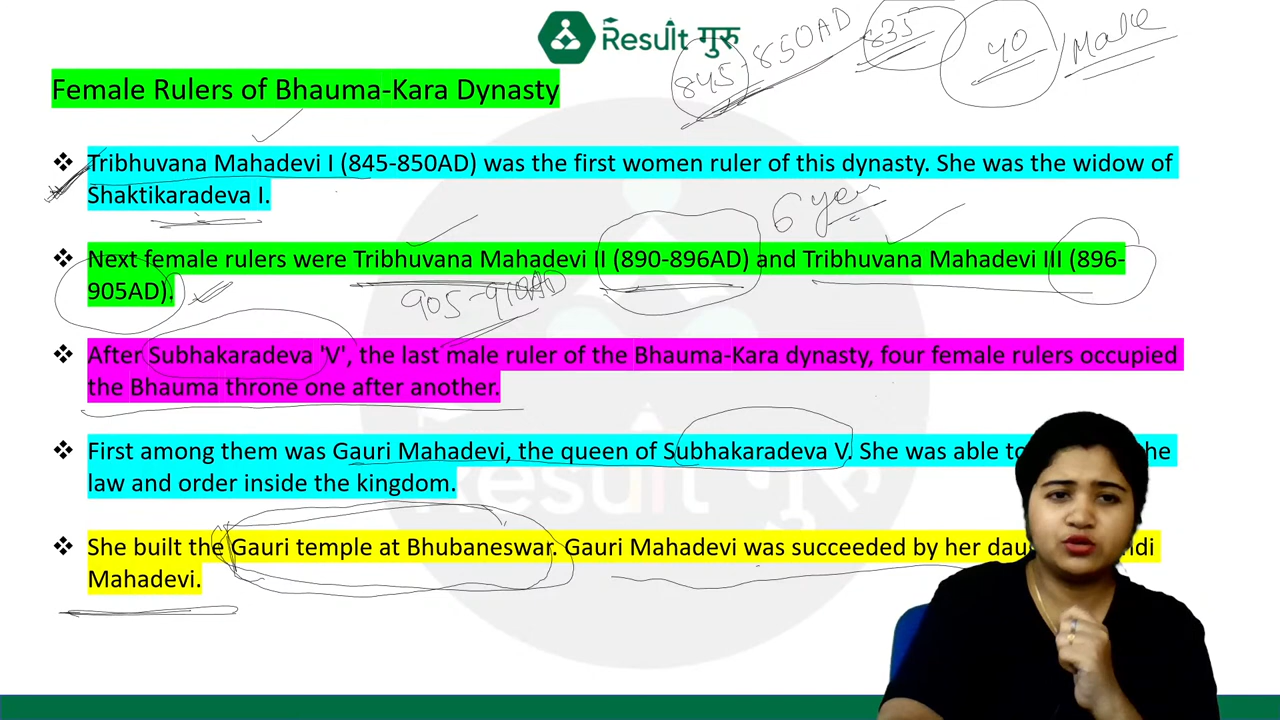 Result गुरु
845-850AD 835 40 Male
Female Rulers of Bhauma-Kara Dynasty
❖ Tribhuvana Mahadevi I (845-850AD) was the first women ruler of this dynasty. She was the widow of
Shaktikaradeva I.
6 year
❖ Next female rulers were Tribhuvana Mahadevi II (890-896AD) and Tribhuvana Mahadevi III (896-
905AD).
905-910AD
❖ After Subhakaradeva 'V', the last male ruler of the Bhauma-Kara dynasty, four female rulers occupied
the Bhauma throne one after another.
❖ First among them was Gauri Mahadevi, the queen of Subhakaradeva V. She was able to he
law and order inside the kingdom.
Result गुरु
❖ She built the Gauri temple at Bhubaneswar. Gauri Mahadevi was succeeded by her dau ndi
Mahadevi.